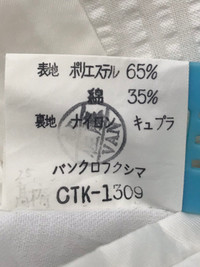 表地 ポリエステル 65%
綿 35%
裏地 ナイロン キュプラ
VAN
バンクロフクシマ
CTK-1309